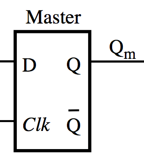 Master
D Q Qm
Clk Q̅